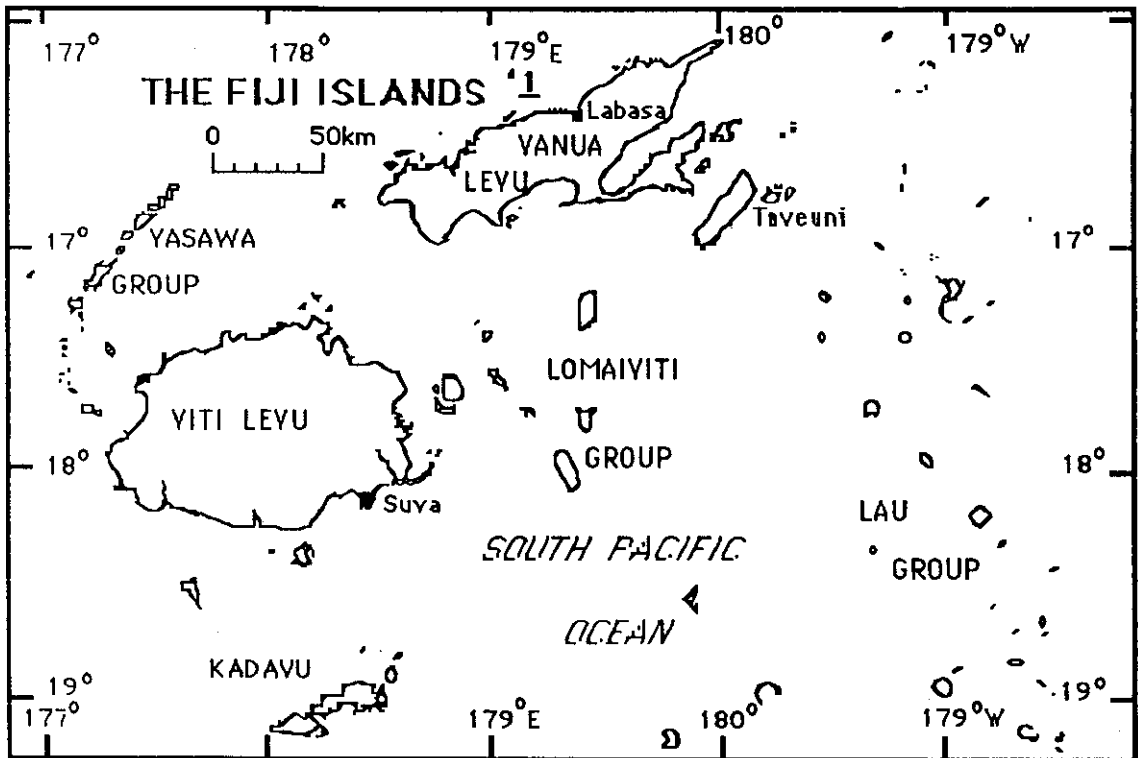 177° 178° 179°E 180° 179°W
THE FIJI ISLANDS 1
0 50km
Labasa
VANUA
LEVU
Taveuni
YASAWA
17° 17°
GROUP
LOMAIVITI
VITI LEVU
GROUP
18° 18°
Suva
LAU
SOUTH PACIFIC
GROUP
OCEAN
KADAVU
19° 19°
177° 179°E 180° 179°W